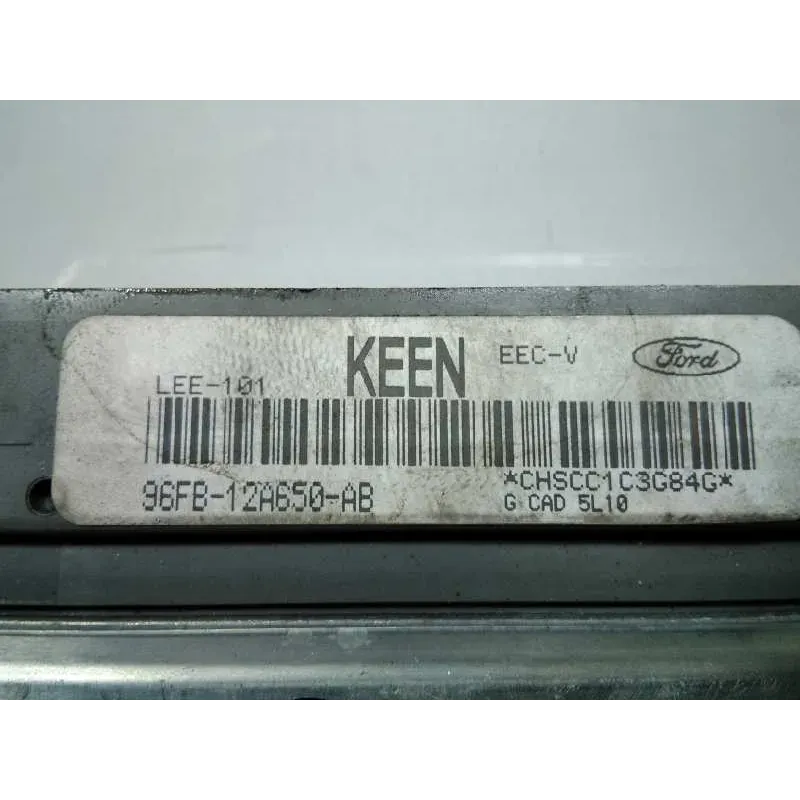 KEEN EEC-V Ford
LEE-101
96FB-12A650-AB *CHSCC1C3G84G*
G CAD 5L10